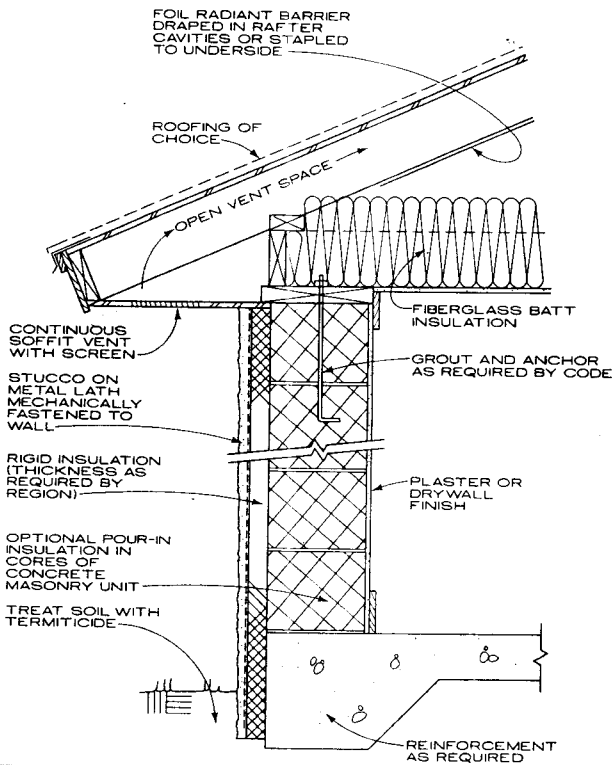 FOIL RADIANT BARRIER
DRAPED IN RAFTER
CAVITIES OR STAPLED
TO UNDERSIDE
ROOFING OF
CHOICE
OPEN VENT SPACE
CONTINUOUS
SOFFIT VENT
WITH SCREEN
FIBERGLASS BATT
INSULATION
GROUT AND ANCHOR
AS REQUIRED BY CODE
STUCCO ON
METAL LATH
MECHANICALLY
FASTENED TO
WALL
RIGID INSULATION
(THICKNESS AS
REQUIRED BY
REGION)
PLASTER OR
DRYWALL
FINISH
OPTIONAL POUR-IN
INSULATION IN
CORES OF
CONCRETE
MASONRY UNIT
TREAT SOIL WITH
TERMITICIDE
REINFORCEMENT
AS REQUIRED